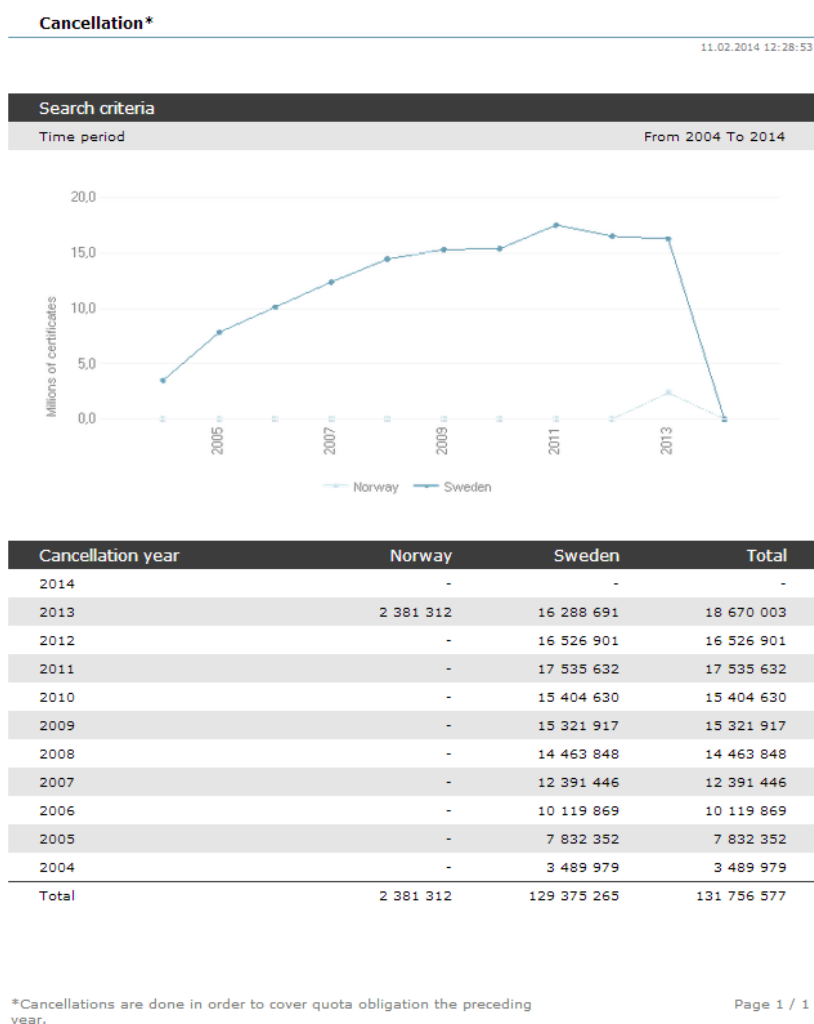 Cancellation*
11.02.2014 12:28:53
Search criteria
Time period From 2004 To 2014
20,0
15,0
10,0
5,0
0,0
Millions of certificates
2005 2007 2009 2011 2013
Norway Sweden
Cancellation year Norway Sweden Total
2014 - - -
2013 2 381 312 16 288 691 18 670 003
2012 - 16 526 901 16 526 901
2011 - 17 535 632 17 535 632
2010 - 15 404 630 15 404 630
2009 - 15 321 917 15 321 917
2008 - 14 463 848 14 463 848
2007 - 12 391 446 12 391 446
2006 - 10 119 869 10 119 869
2005 - 7 832 352 7 832 352
2004 - 3 489 979 3 489 979
Total 2 381 312 129 375 265 131 756 577
*Cancellations are done in order to cover quota obligation the preceding Page 1 / 1
year.